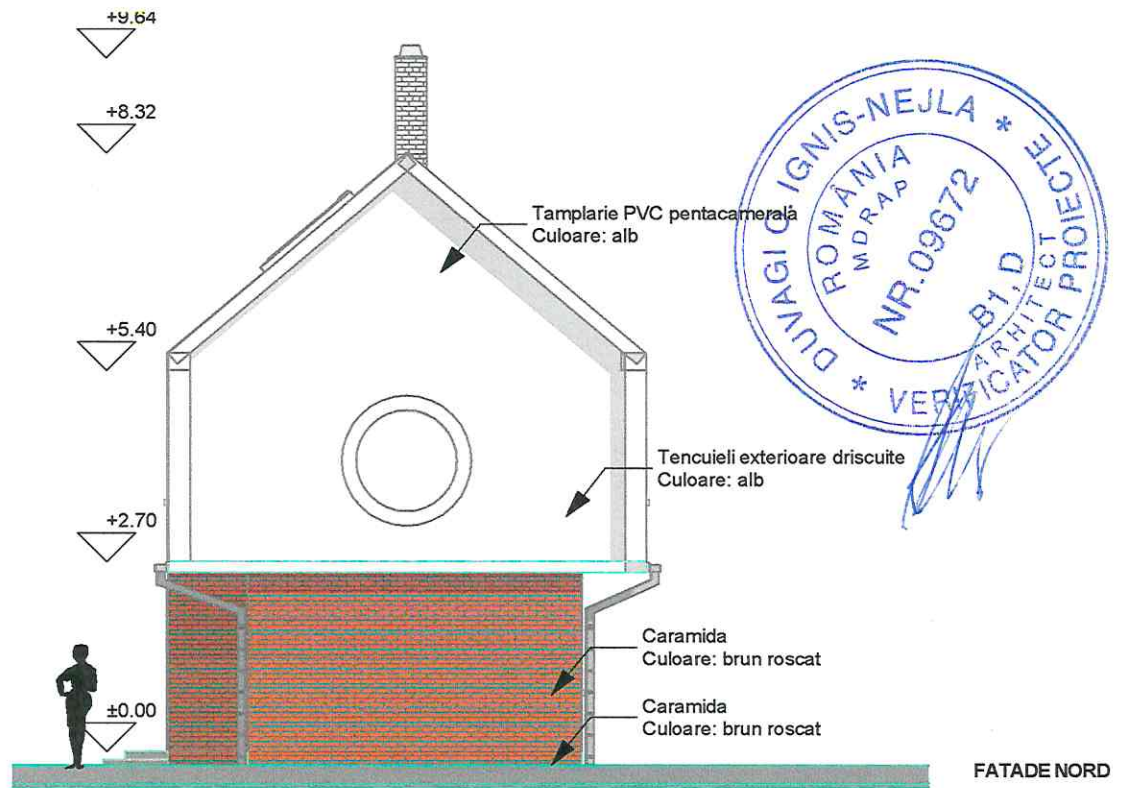 +9.64
+8.32
Tamplarie PVC pentacamerală
Culoare: alb
+5.40
Tencuieli exterioare driscuite
Culoare: alb
+2.70
Caramida
Culoare: brun roscat
Caramida
Culoare: brun roscat
±0.00
FATADE NORD
DUVAGI C IGNIS-NEJLA * VERIFICATOR PROIECTE *
ROMÂNIA
MDRAP
NR.09672
B1, D
ARHITECT